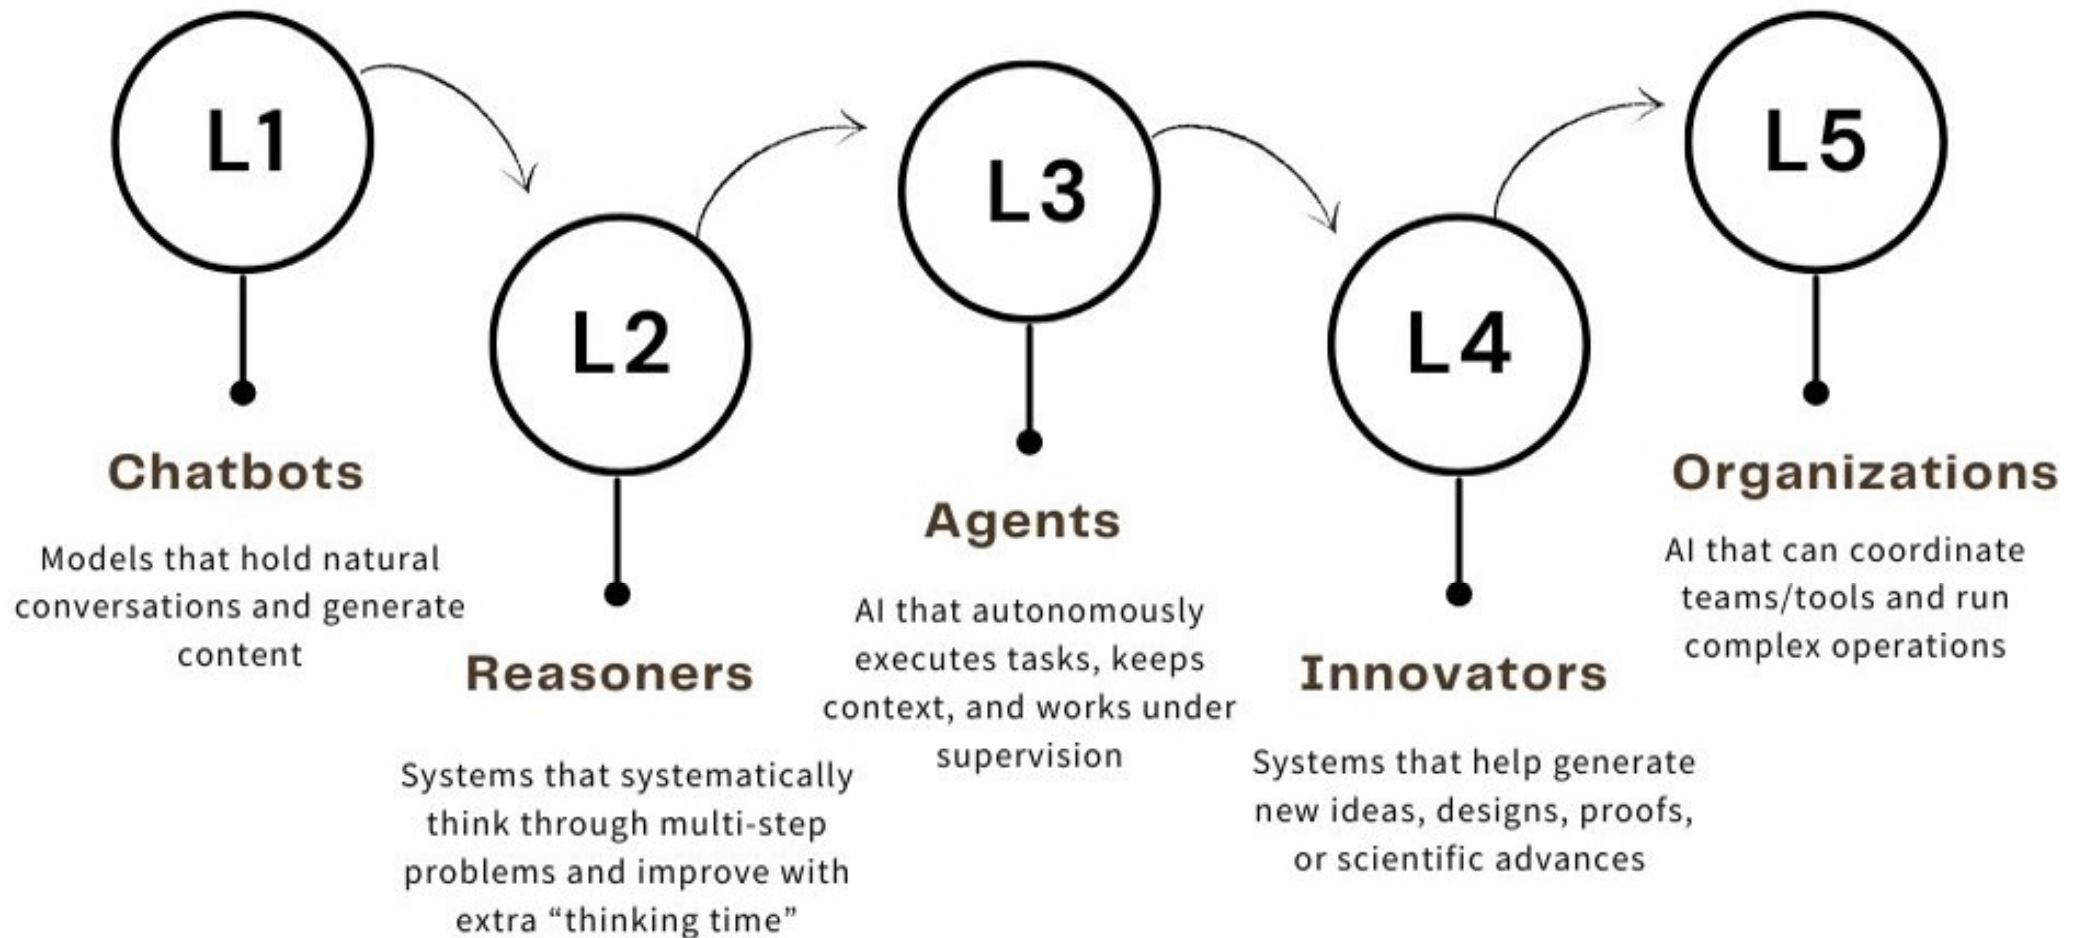 L1
Chatbots
Models that hold natural
conversations and generate
content
L2
Reasoners
Systems that systematically
think through multi-step
problems and improve with
extra “thinking time”
L3
Agents
AI that autonomously
executes tasks, keeps
context, and works under
supervision
L4
Innovators
Systems that help generate
new ideas, designs, proofs,
or scientific advances
L5
Organizations
AI that can coordinate
teams/tools and run
complex operations